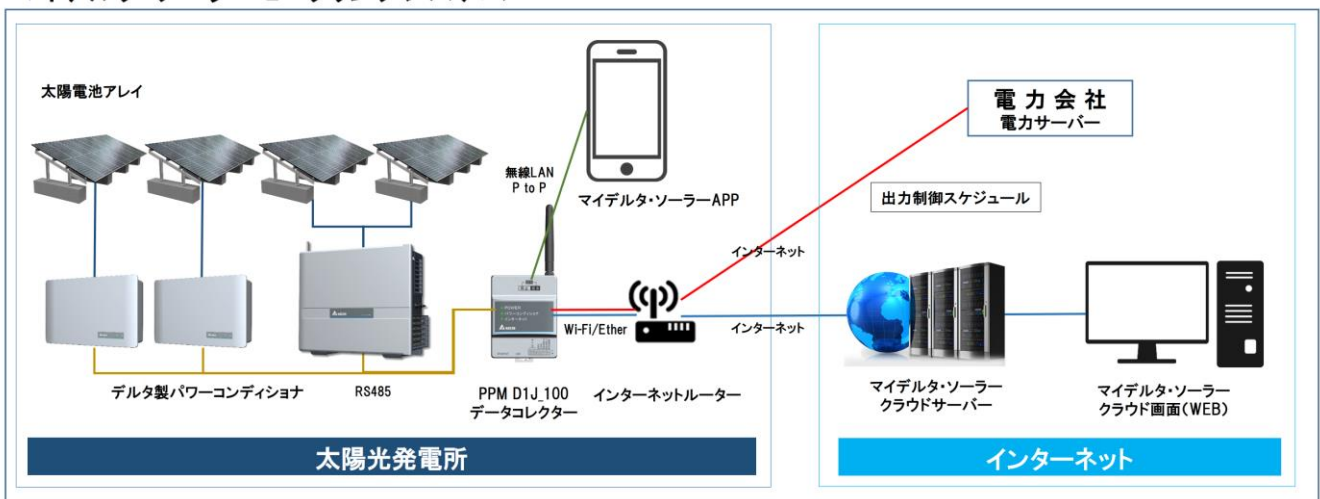 太陽電池アレイ
無線LAN
P to P
マイデルタ・ソーラーAPP
電力会社
電力サーバー
出力制御スケジュール
インターネット
Wi-Fi/Ether
インターネット
デルタ製パワーコンディショナ
RS485
PPM D1J_100
データコレクター
インターネットルーター
マイデルタ・ソーラー
クラウドサーバー
マイデルタ・ソーラー
クラウド画面(WEB)
太陽光発電所
インターネット